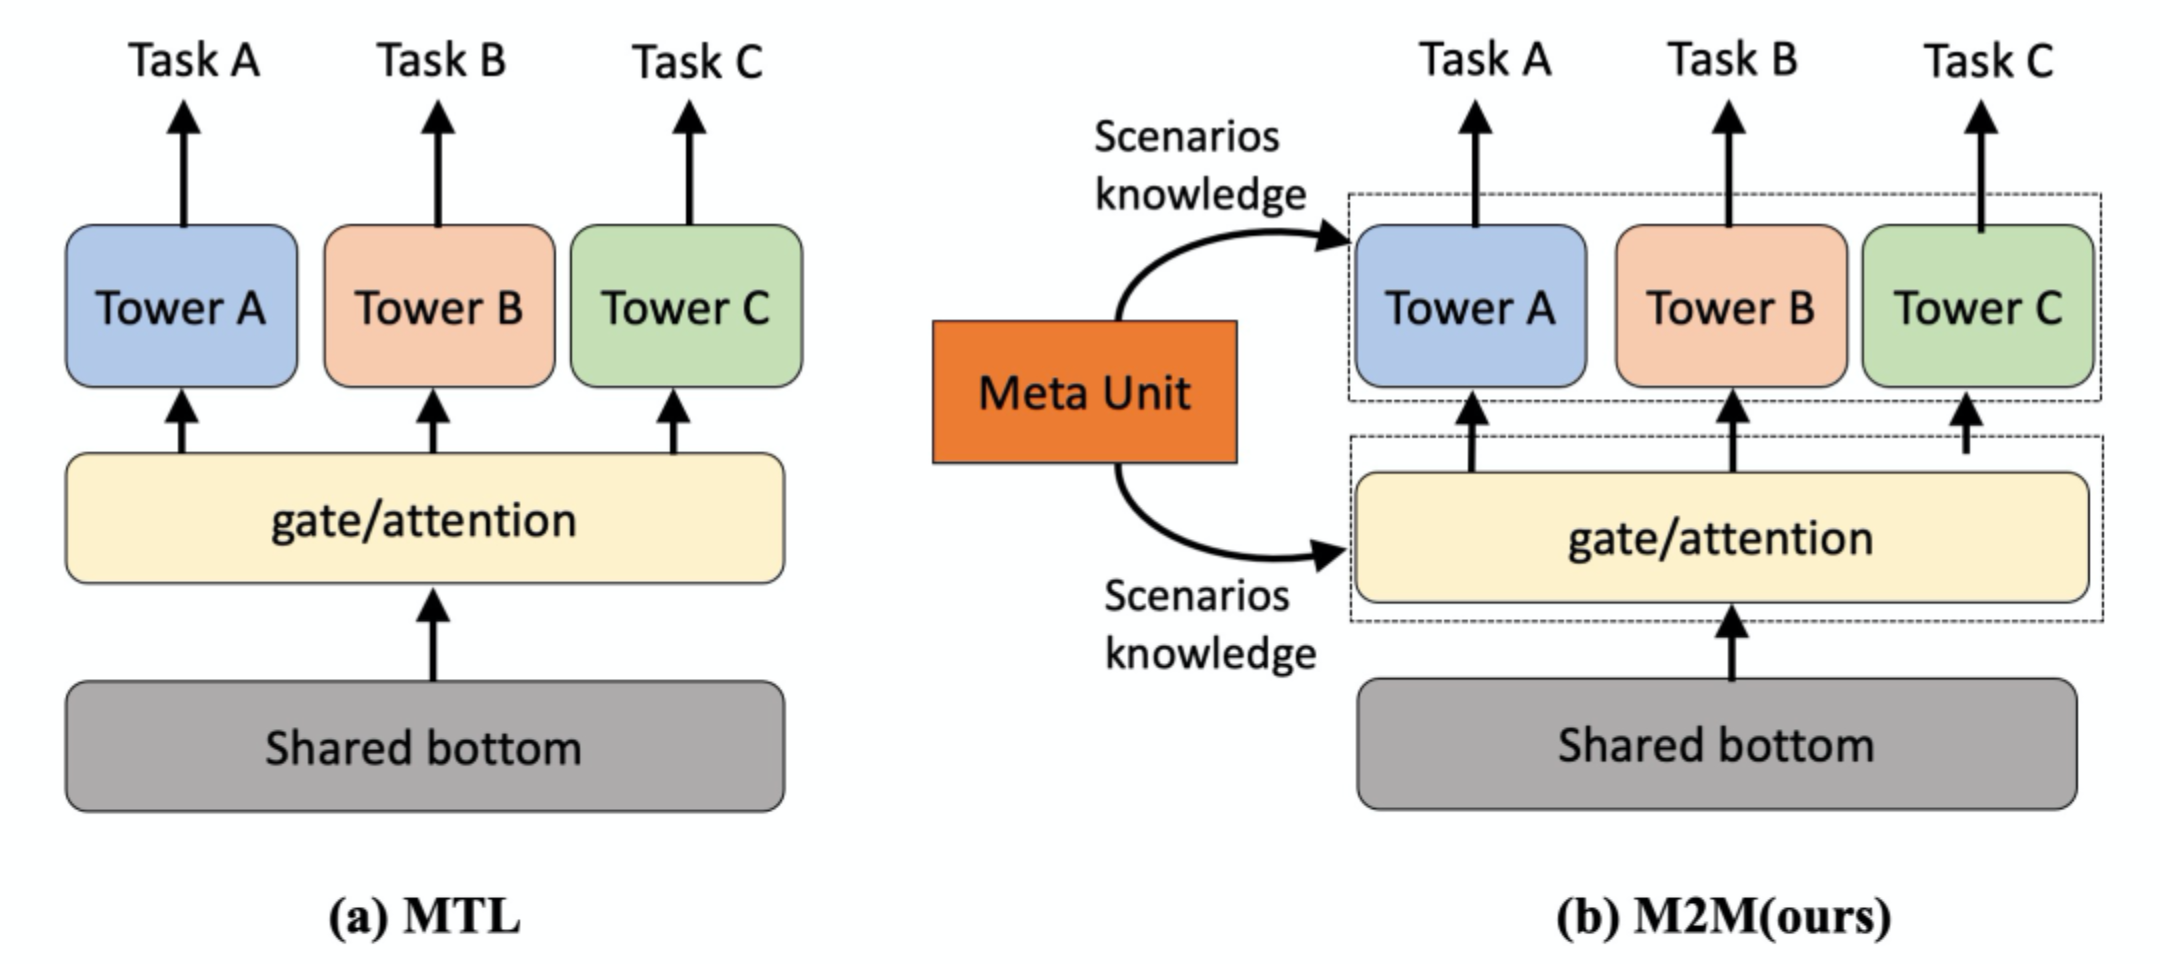 Task A
Task B
Task C
Tower A
Tower B
Tower C
gate/attention
Shared bottom
(a) MTL
Task A
Task B
Task C
Scenarios
knowledge
Tower A
Tower B
Tower C
Meta Unit
gate/attention
Scenarios
knowledge
Shared bottom
(b) M2M(ours)